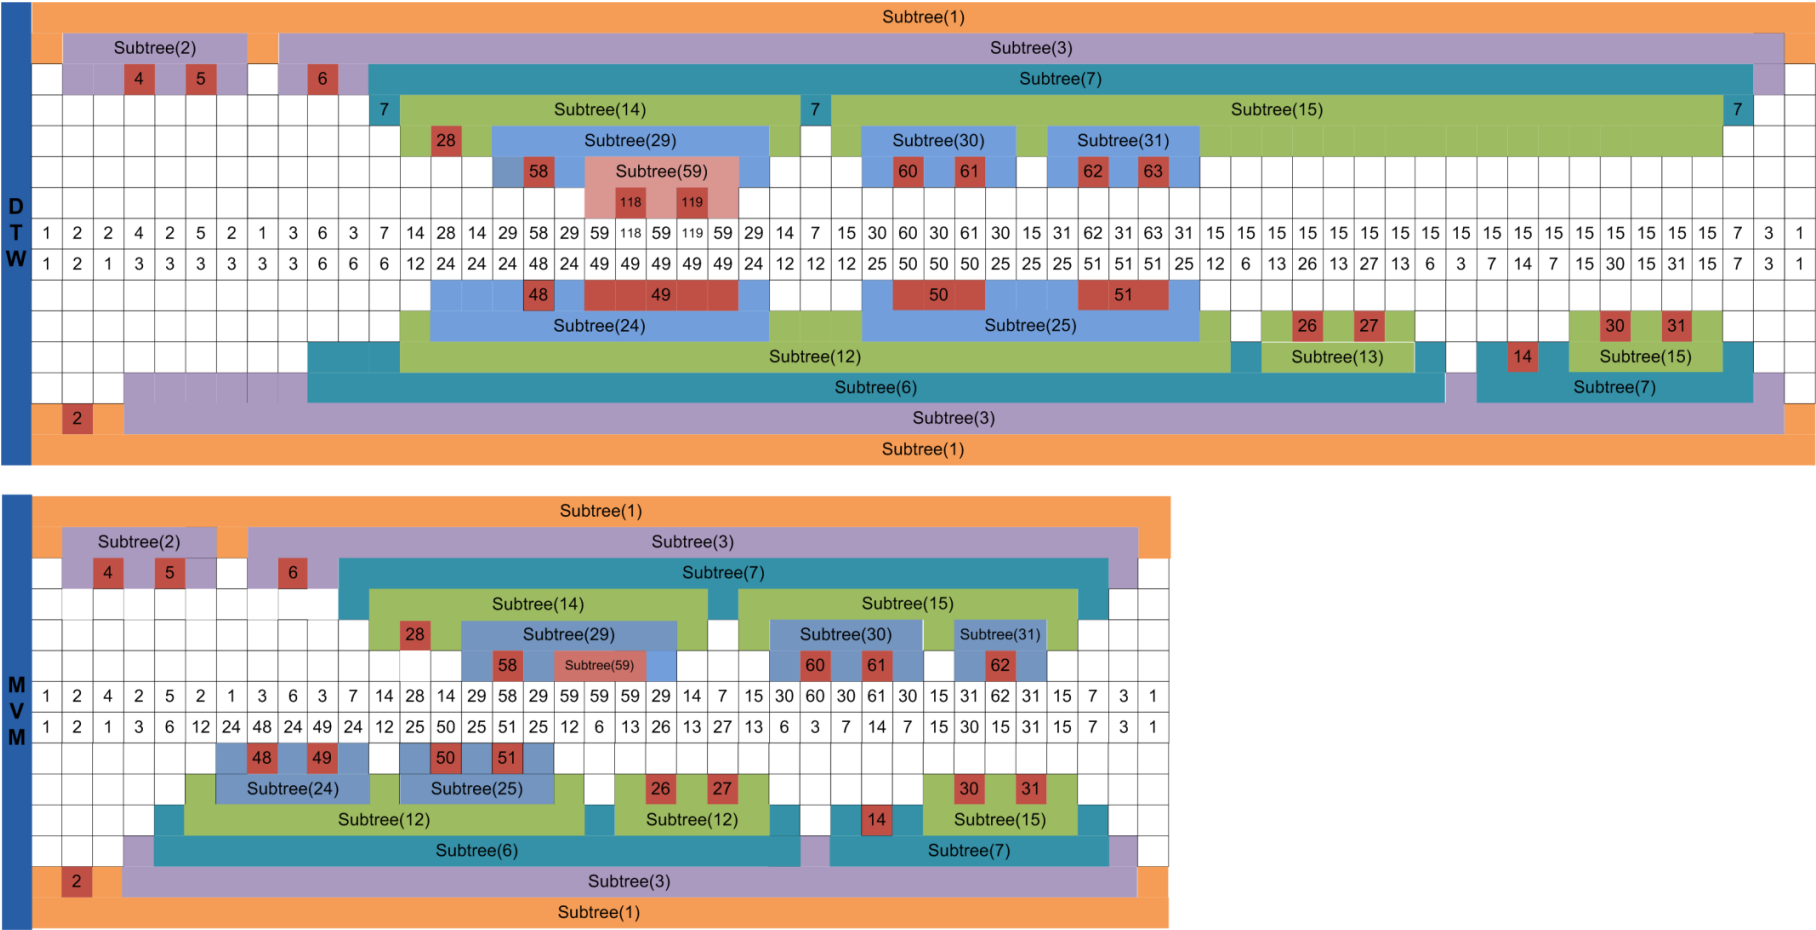 Subtree(1)
Subtree(2) Subtree(3)
4 5 6 Subtree(7)
7 Subtree(14) 7 Subtree(15) 7
28 Subtree(29) Subtree(30) Subtree(31)
58 Subtree(59) 60 61 62 63
118 119
DTW
1 2 2 4 2 5 2 1 3 6 3 7 14 28 14 29 58 29 59 118 59 119 59 29 14 7 15 30 60 30 61 30 15 31 62 31 63 31 15 15 15 15 15 15 15 15 15 15 15 15 15 15 15 15 15 7 3 1
1 2 1 3 3 3 3 3 3 6 6 6 12 24 24 24 48 24 49 49 49 49 49 24 12 12 12 25 50 50 50 25 25 25 51 51 51 25 12 6 13 26 13 27 13 6 3 7 14 7 15 30 15 31 15 7 3 1
48 49 50 51
Subtree(24) Subtree(25) 26 27 30 31
Subtree(12) Subtree(13) 14 Subtree(15)
Subtree(6) Subtree(7)
2 Subtree(3)
Subtree(1)
Subtree(1)
Subtree(2) Subtree(3)
4 5 6 Subtree(7)
Subtree(14) Subtree(15)
28 Subtree(29) Subtree(30) Subtree(31)
58 Subtree(59) 60 61 62
MVM
1 2 4 2 5 2 1 3 6 3 7 14 28 14 29 58 29 59 59 59 29 14 7 15 30 60 30 61 30 15 31 62 31 15 7 3 1
1 2 1 3 6 12 24 48 24 49 24 12 25 50 25 51 25 12 6 13 26 13 27 13 6 3 7 14 7 15 30 15 31 15 7 3 1
48 49 50 51
Subtree(24) Subtree(25) 26 27 30 31
Subtree(12) Subtree(12) 14 Subtree(15)
Subtree(6) Subtree(7)
2 Subtree(3)
Subtree(1)